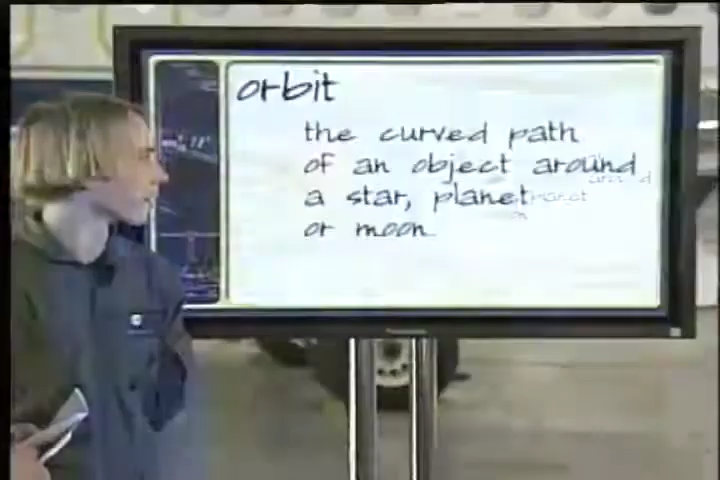 orbit
the curved path
of an object around
a star, planet
or moon